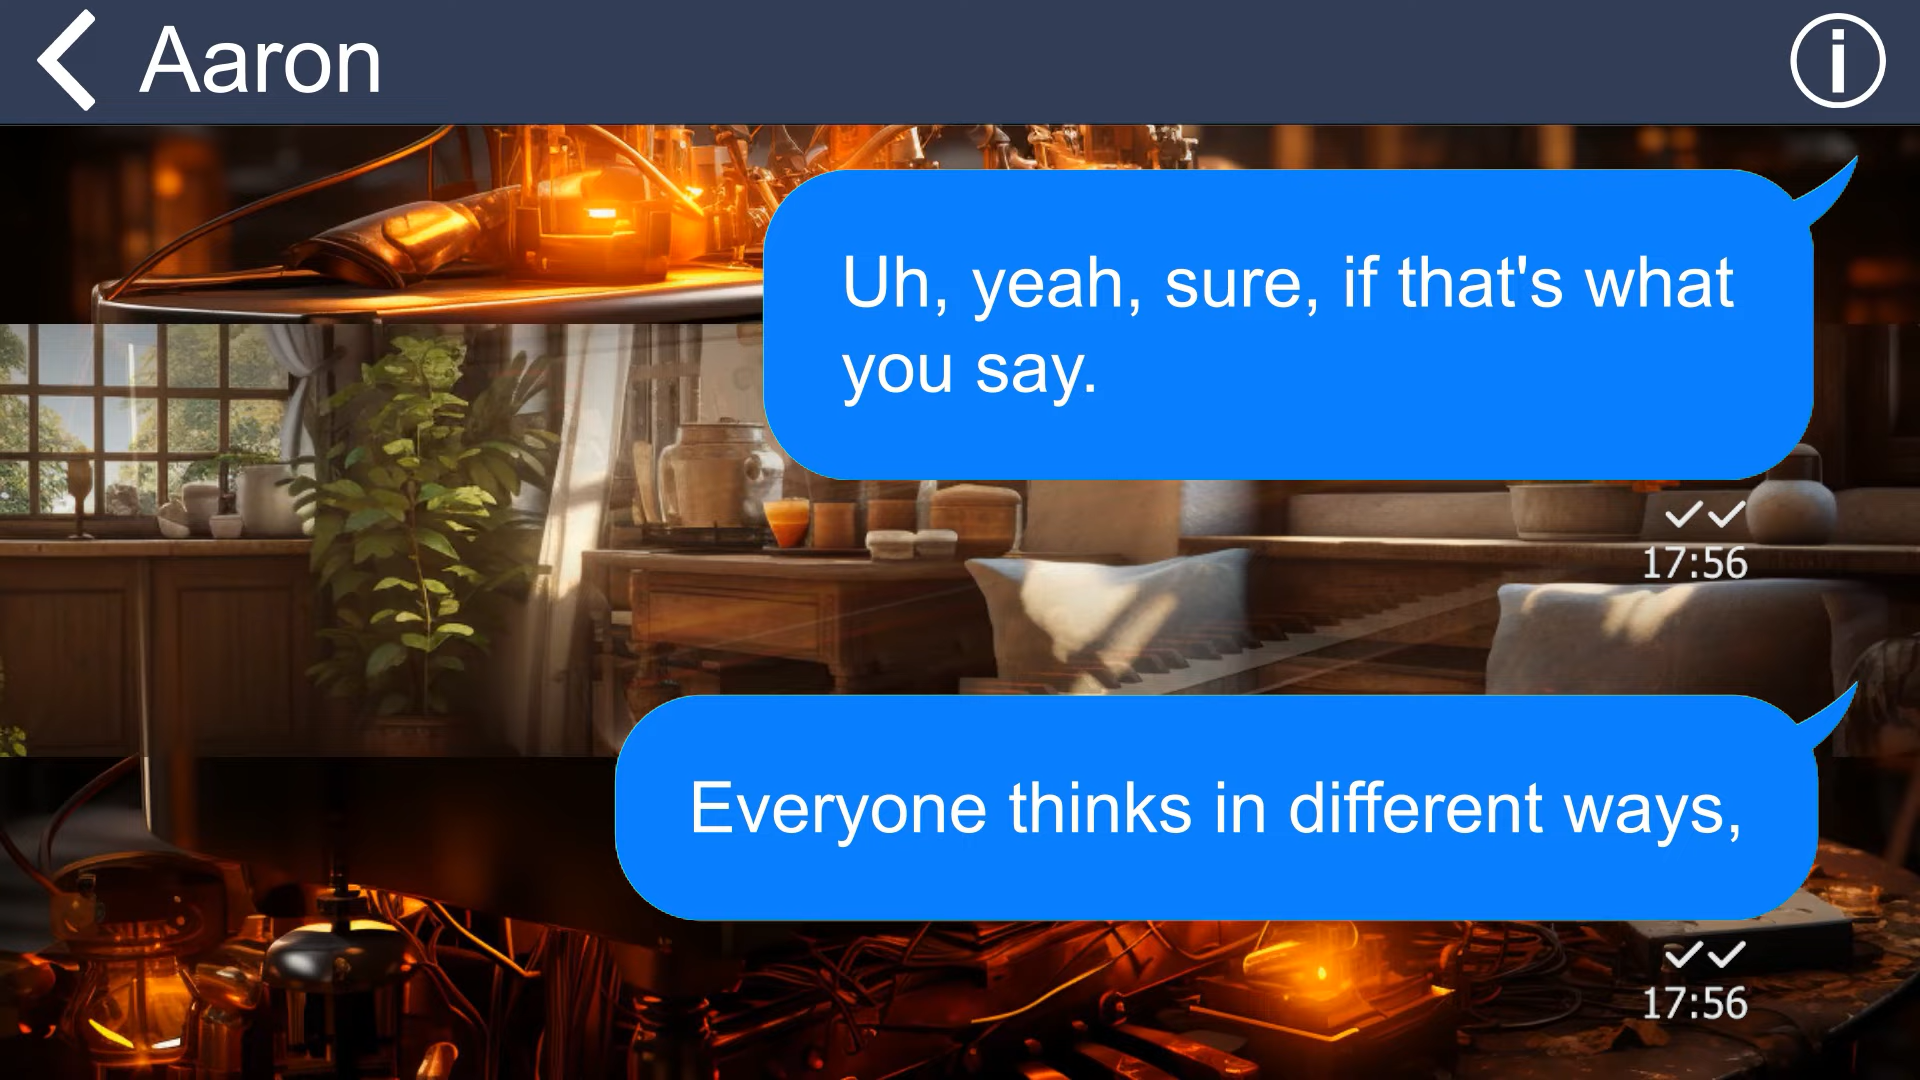 Aaron
Uh, yeah, sure, if that's what
you say.
17:56
Everyone thinks in different ways,
17:56